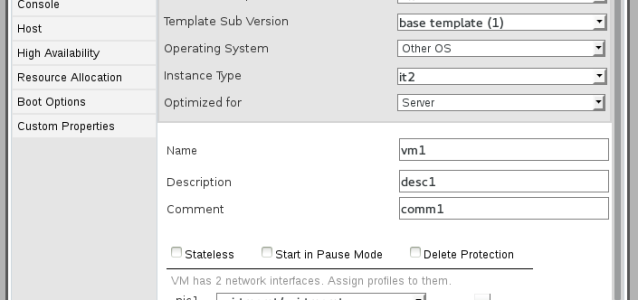 Console
Host
High Availability
Resource Allocation
Boot Options
Custom Properties
Template Sub Version base template (1)
Operating System Other OS
Instance Type it2
Optimized for Server
Name vm1
Description desc1
Comment comm1
Stateless Start in Pause Mode Delete Protection
VM has 2 network interfaces. Assign profiles to them.
nic1